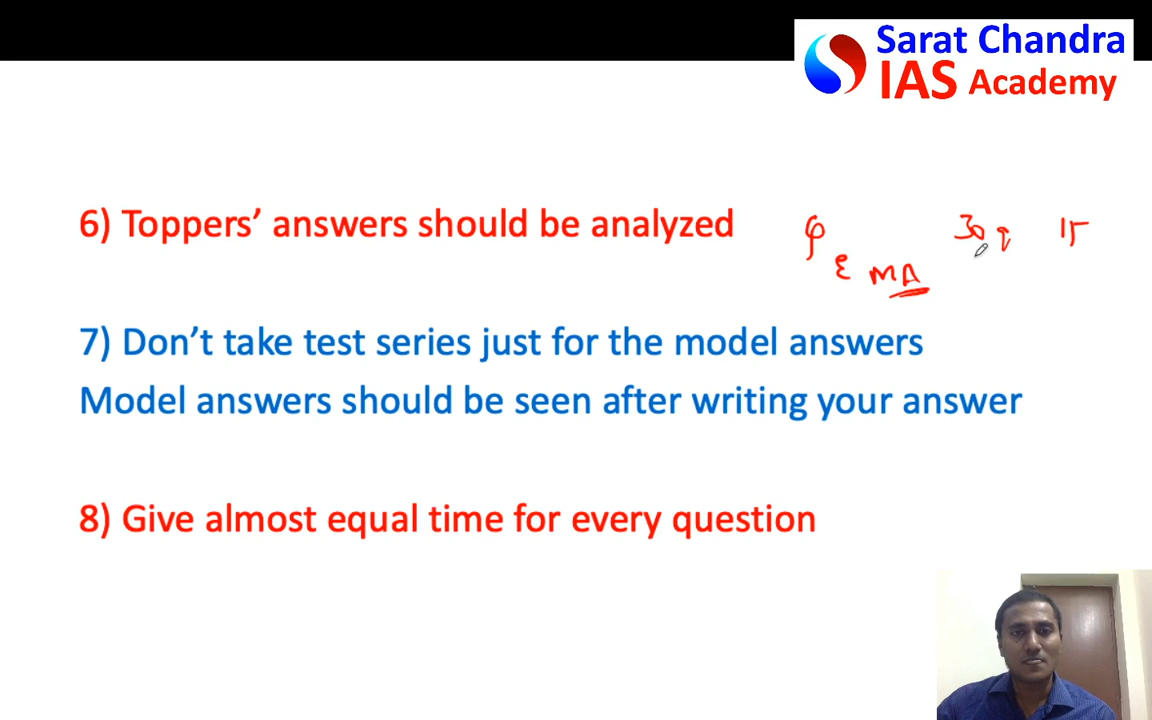 Sarat Chandra
IAS Academy
6) Toppers’ answers should be analyzed
30 15
MA
7) Don’t take test series just for the model answers
Model answers should be seen after writing your answer
8) Give almost equal time for every question